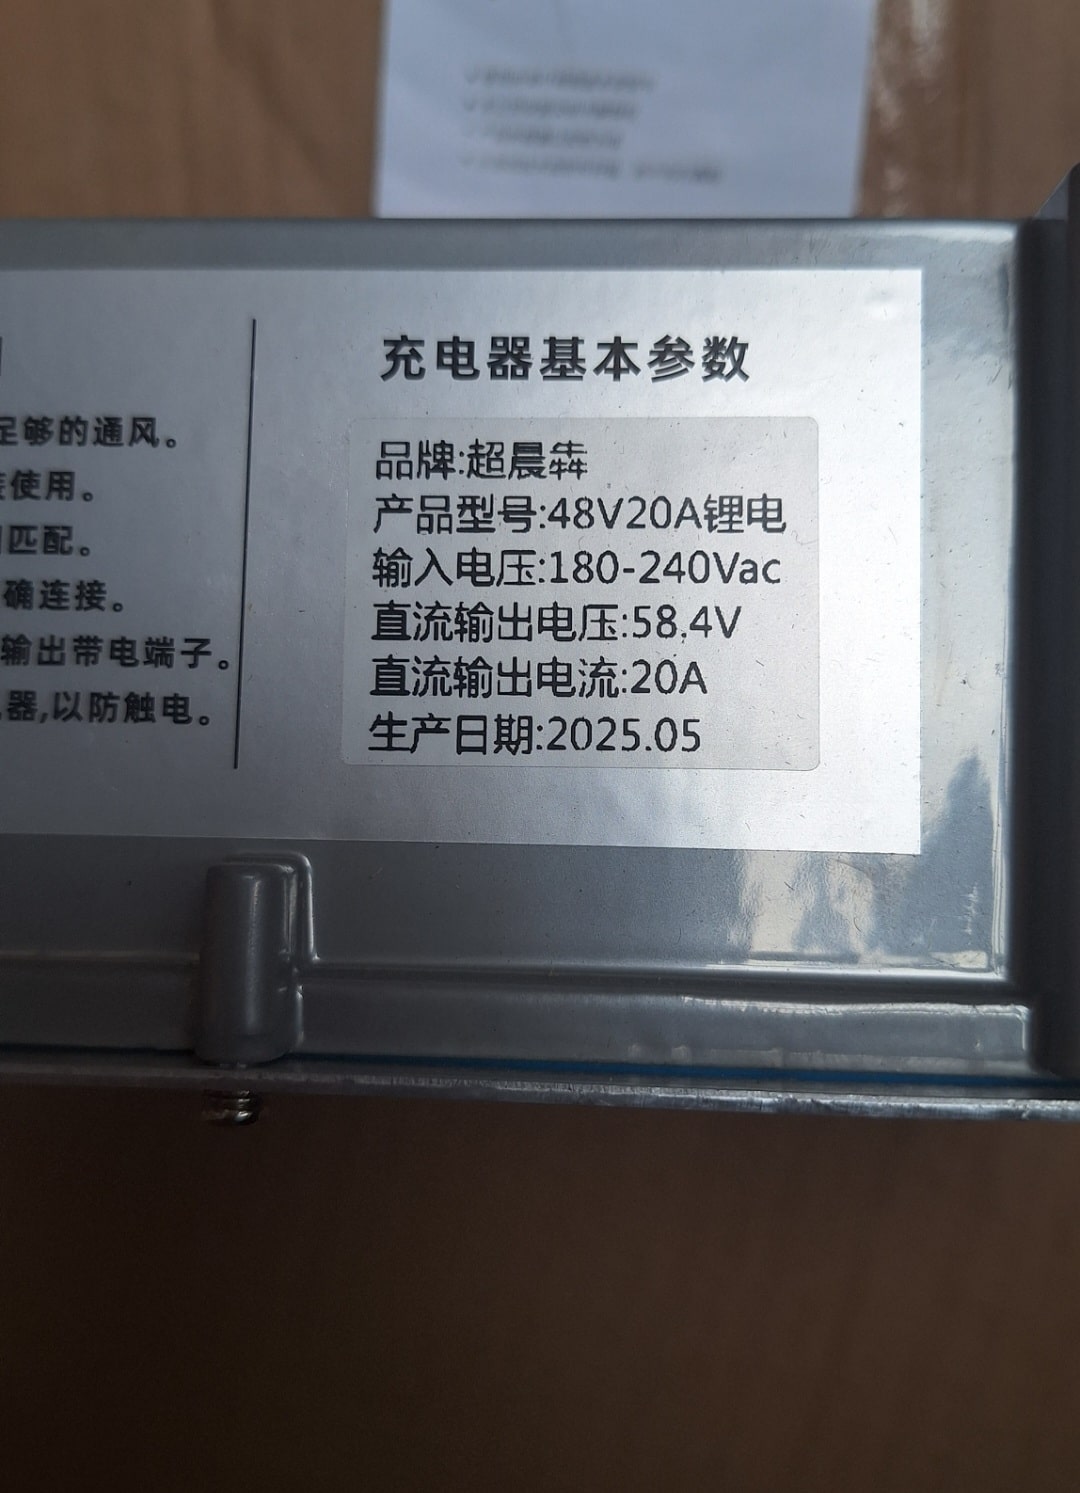 足够的通风。
使用。
匹配。
确连接。
输出带电端子。
器,以防触电。
充电器基本参数
品牌:超晨犇
产品型号:48V20A锂电
输入电压:180-240Vac
直流输出电压:58.4V
直流输出电流:20A
生产日期:2025.05